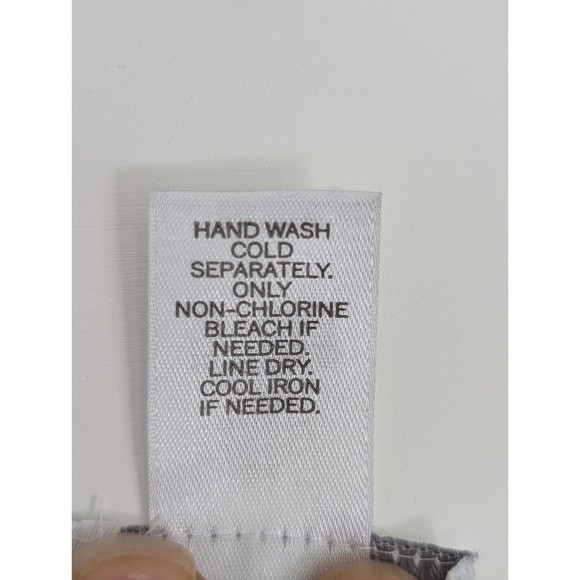 HAND WASH
COLD
SEPARATELY.
ONLY
NON-CHLORINE
BLEACH IF
NEEDED.
LINE DRY.
COOL IRON
IF NEEDED.